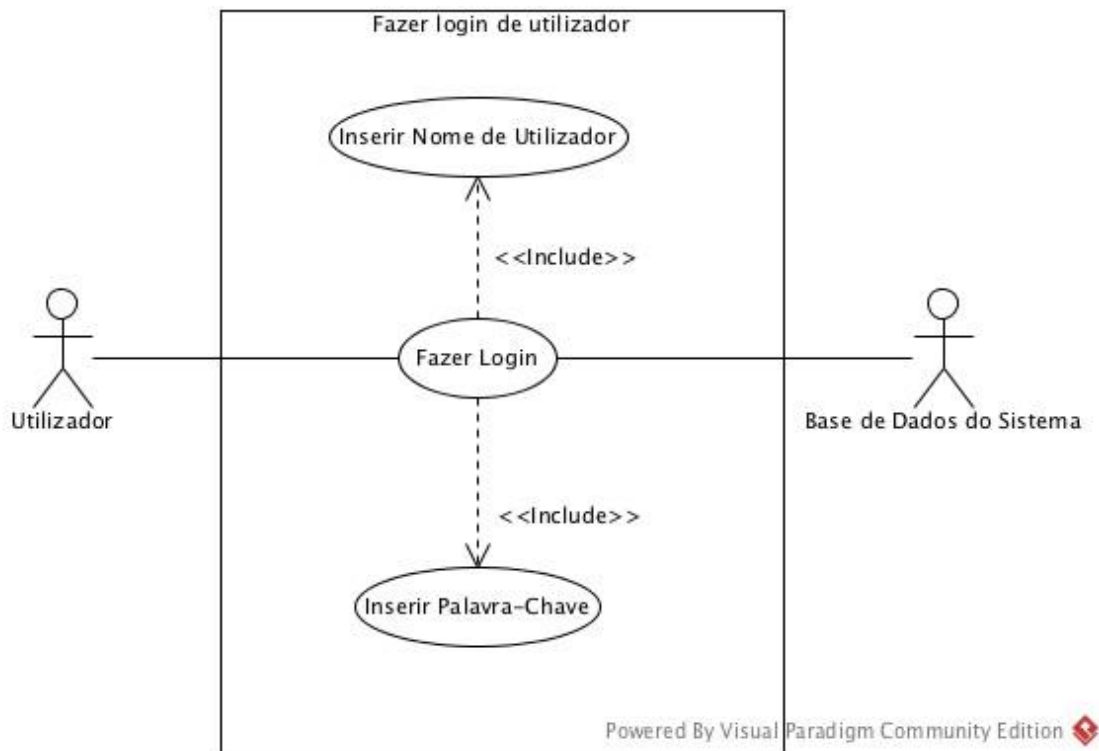 Fazer login de utilizador
Inserir Nome de Utilizador
<<Include>>
Fazer Login
Utilizador
Base de Dados do Sistema
<<Include>>
Inserir Palavra-Chave
Powered By Visual Paradigm Community Edition